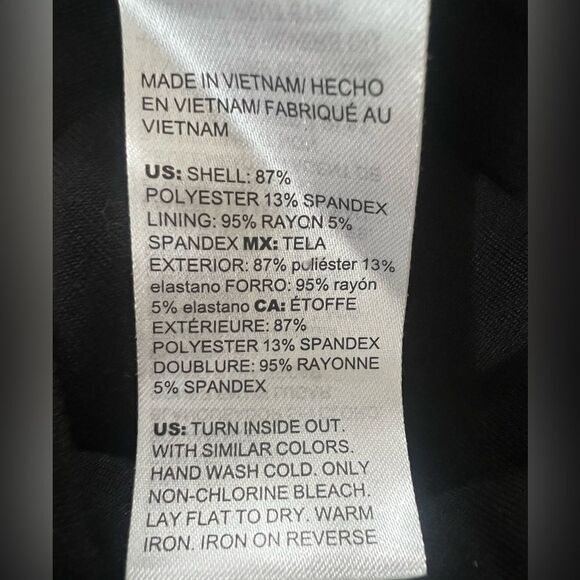 MADE IN VIETNAM/ HECHO
EN VIETNAM/ FABRIQUÉ AU
VIETNAM
US: SHELL: 87%
POLYESTER 13% SPANDEX
LINING: 95% RAYON 5%
SPANDEX MX: TELA
EXTERIOR: 87% poliéster 13%
elastano FORRO: 95% rayón
5% elastano CA: ÉTOFFE
EXTÉRIEURE: 87%
POLYESTER 13% SPANDEX
DOUBLURE: 95% RAYONNE
5% SPANDEX
US: TURN INSIDE OUT.
WITH SIMILAR COLORS.
HAND WASH COLD. ONLY
NON-CHLORINE BLEACH.
LAY FLAT TO DRY. WARM
IRON. IRON ON REVERSE